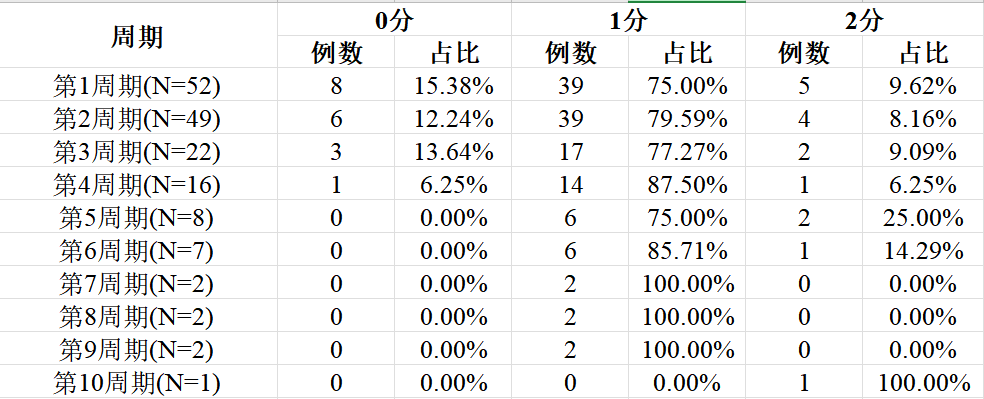 周期 0分 1分 2分
例数 占比 例数 占比 例数 占比
第1周期(N=52) 8 15.38% 39 75.00% 5 9.62%
第2周期(N=49) 6 12.24% 39 79.59% 4 8.16%
第3周期(N=22) 3 13.64% 17 77.27% 2 9.09%
第4周期(N=16) 1 6.25% 14 87.50% 1 6.25%
第5周期(N=8) 0 0.00% 6 75.00% 2 25.00%
第6周期(N=7) 0 0.00% 6 85.71% 1 14.29%
第7周期(N=2) 0 0.00% 2 100.00% 0 0.00%
第8周期(N=2) 0 0.00% 2 100.00% 0 0.00%
第9周期(N=2) 0 0.00% 2 100.00% 0 0.00%
第10周期(N=1) 0 0.00% 0 0.00% 1 100.00%